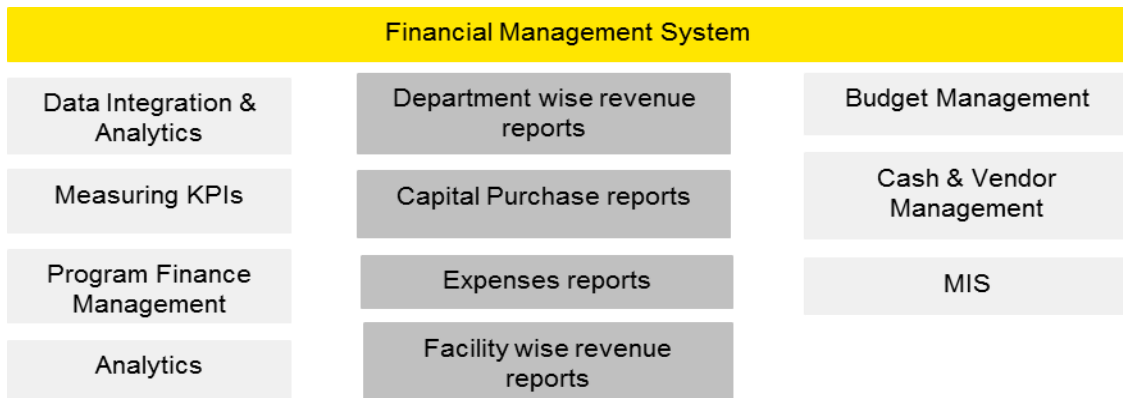 Financial Management System
Data Integration &
Analytics
Measuring KPIs
Program Finance
Management
Analytics
Department wise revenue
reports
Capital Purchase reports
Expenses reports
Facility wise revenue
reports
Budget Management
Cash & Vendor
Management
MIS